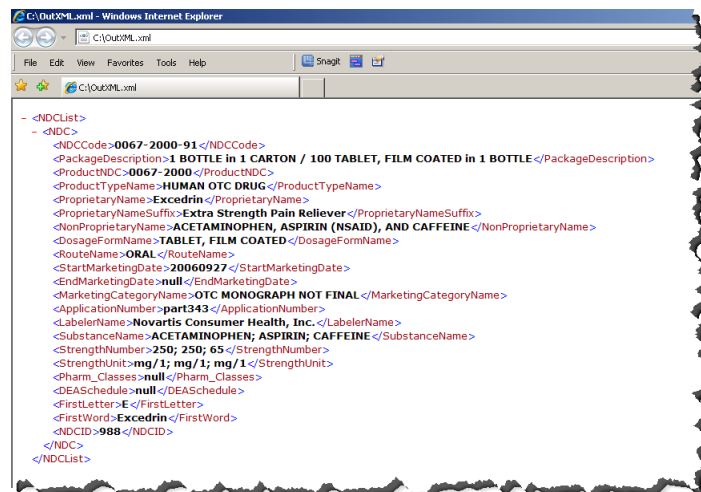 C:\OutXML.xml - Windows Internet Explorer
C:\OutXML.xml
File Edit View Favorites Tools Help Snagit
C:\OutXML.xml
- <NDCList>
- <NDC>
<NDCCode>0067-2000-91</NDCCode>
<PackageDescription>1 BOTTLE in 1 CARTON / 100 TABLET, FILM COATED in 1 BOTTLE</PackageDescription>
<ProductNDC>0067-2000</ProductNDC>
<ProductTypeName>HUMAN OTC DRUG</ProductTypeName>
<ProprietaryName>Excedrin</ProprietaryName>
<ProprietaryNameSuffix>Extra Strength Pain Reliever</ProprietaryNameSuffix>
<NonProprietaryName>ACETAMINOPHEN, ASPIRIN (NSAID), AND CAFFEINE</NonProprietaryName>
<DosageFormName>TABLET, FILM COATED</DosageFormName>
<RouteName>ORAL</RouteName>
<StartMarketingDate>20060927</StartMarketingDate>
<EndMarketingDate>null</EndMarketingDate>
<MarketingCategoryName>OTC MONOGRAPH NOT FINAL</MarketingCategoryName>
<ApplicationNumber>part343</ApplicationNumber>
<LabelerName>Novartis Consumer Health, Inc.</LabelerName>
<SubstanceName>ACETAMINOPHEN; ASPIRIN; CAFFEINE</SubstanceName>
<StrengthNumber>250; 250; 65</StrengthNumber>
<StrengthUnit>mg/1; mg/1; mg/1</StrengthUnit>
<Pharm_Classes>null</Pharm_Classes>
<DEASchedule>null</DEASchedule>
<FirstLetter>E</FirstLetter>
<FirstWord>Excedrin</FirstWord>
<NDCID>988</NDCID>
</NDC>
</NDCList>